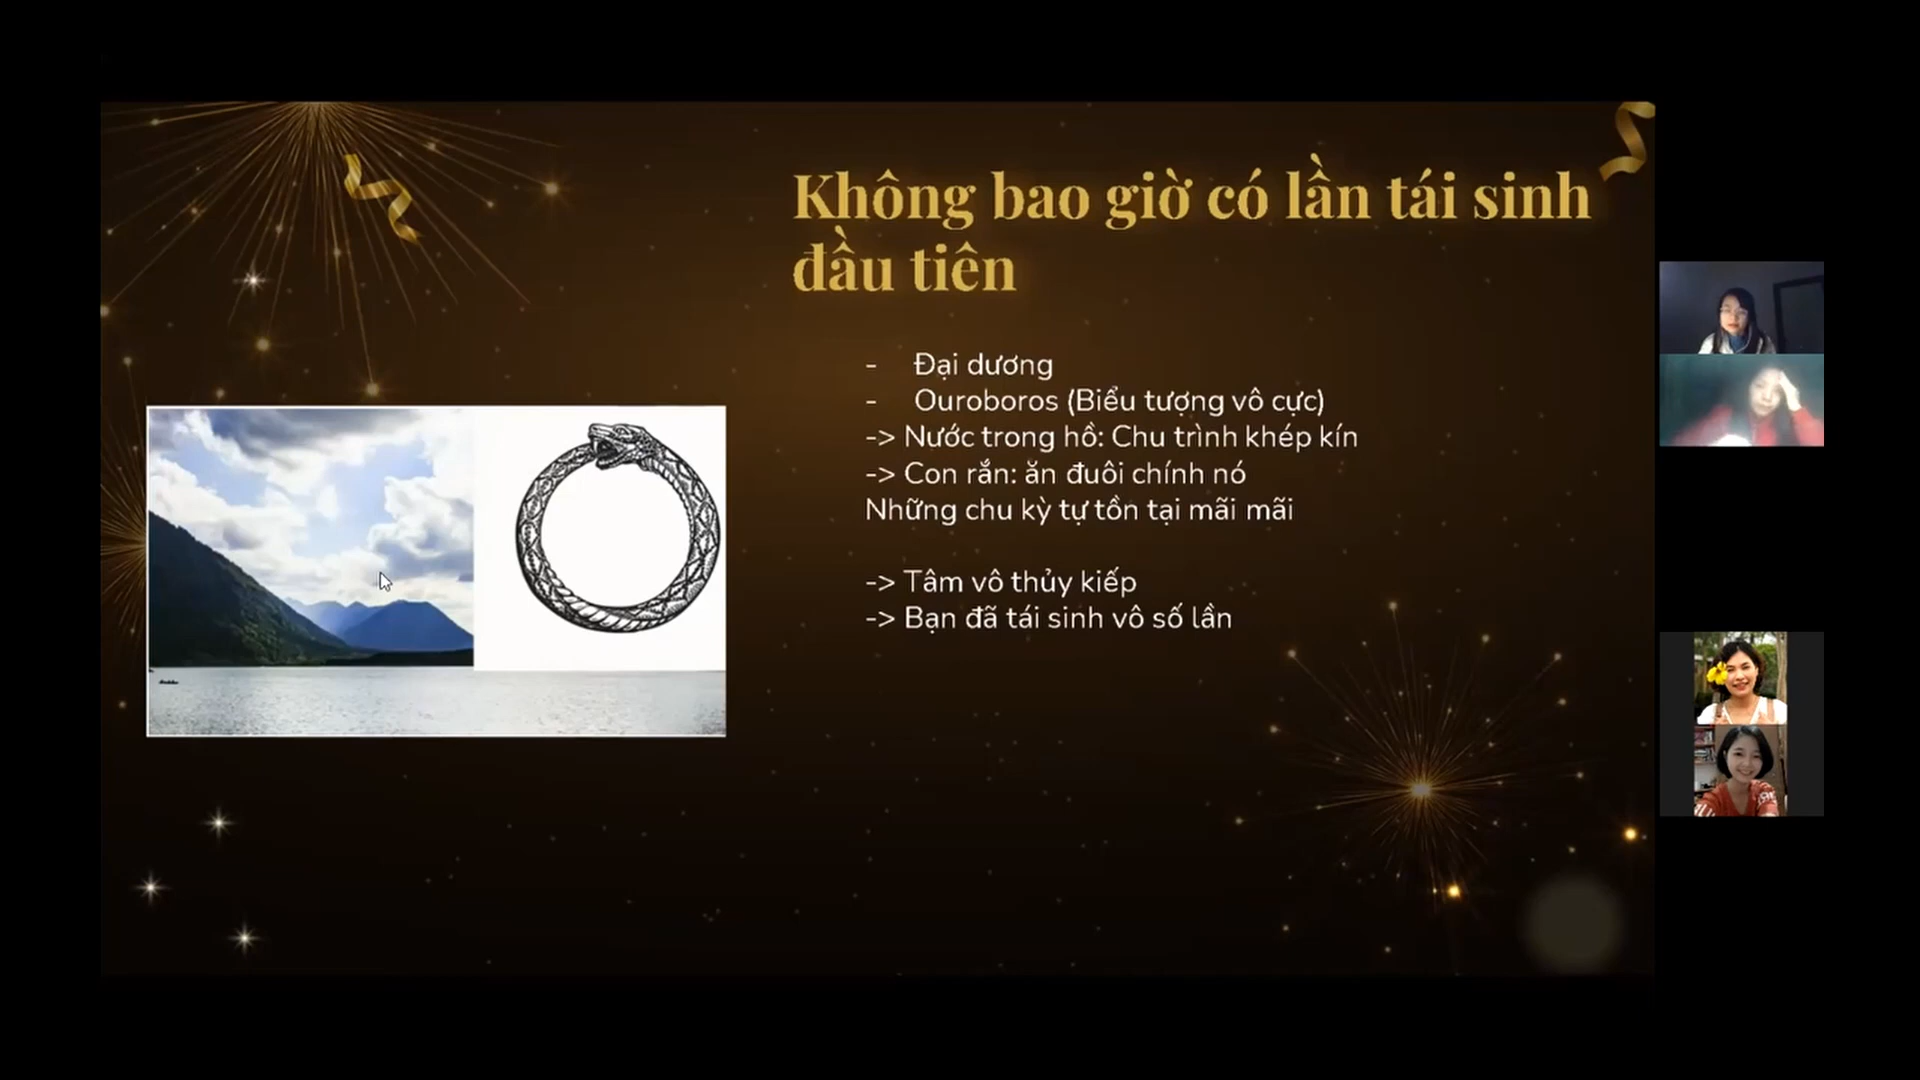 Không bao giờ có lần tái sinh
đầu tiên
- Đại dương
- Ouroboros (Biểu tượng vô cực)
-> Nước trong hồ: Chu trình khép kín
-> Con rắn: ăn đuôi chính nó
Những chu kỳ tự tồn tại mãi mãi
-> Tâm vô thủy kiếp
-> Bạn đã tái sinh vô số lần